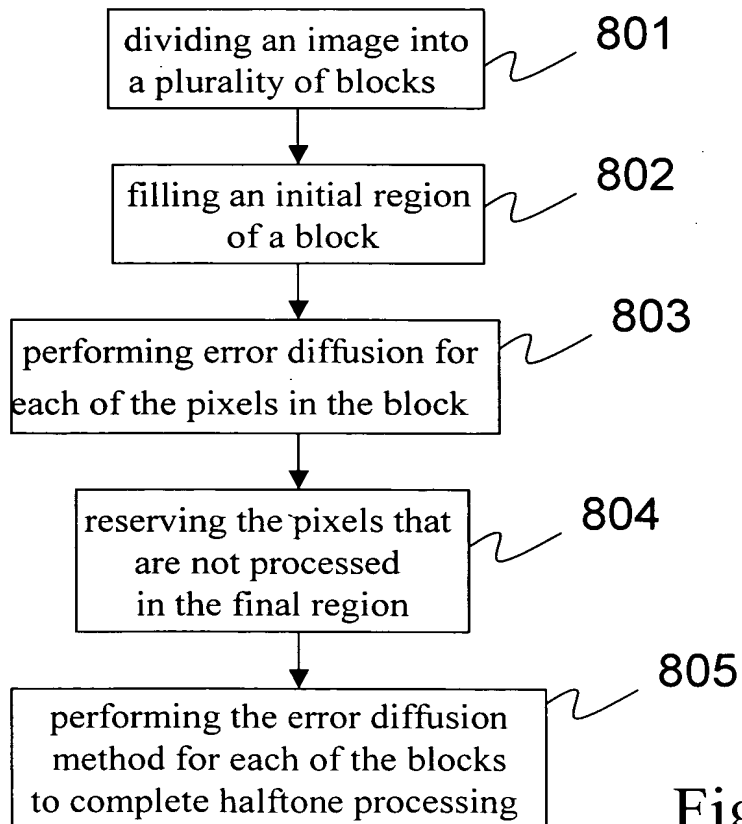 dividing an image into
a plurality of blocks
801
filling an initial region
of a block
802
performing error diffusion for
each of the pixels in the block
803
reserving the pixels that
are not processed
in the final region
804
performing the error diffusion
method for each of the blocks
to complete halftone processing
805
Fig